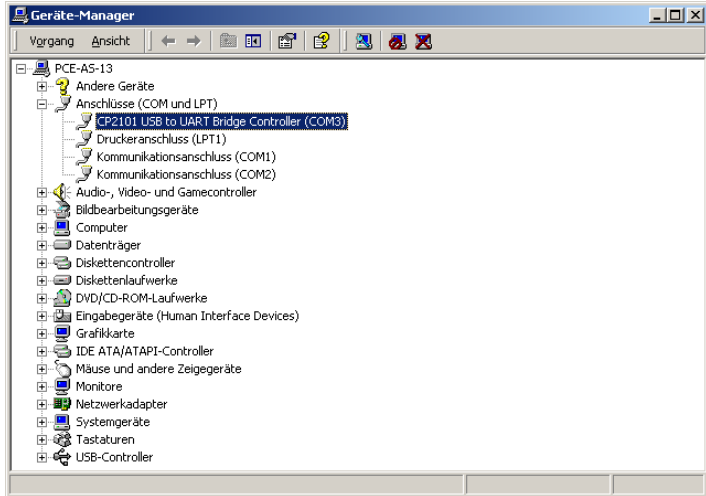 Geräte-Manager
Vorgang Ansicht
PCE-AS-13
Andere Geräte
Anschlüsse (COM und LPT)
CP2101 USB to UART Bridge Controller (COM3)
Druckeranschluss (LPT1)
Kommunikationsanschluss (COM1)
Kommunikationsanschluss (COM2)
Audio-, Video- und Gamecontroller
Bildbearbeitungsgeräte
Computer
Datenträger
Diskettencontroller
Diskettenlaufwerke
DVD/CD-ROM-Laufwerke
Eingabegeräte (Human Interface Devices)
Grafikkarte
IDE ATA/ATAPI-Controller
Mäuse und andere Zeigegeräte
Monitore
Netzwerkadapter
Systemgeräte
Tastaturen
USB-Controller